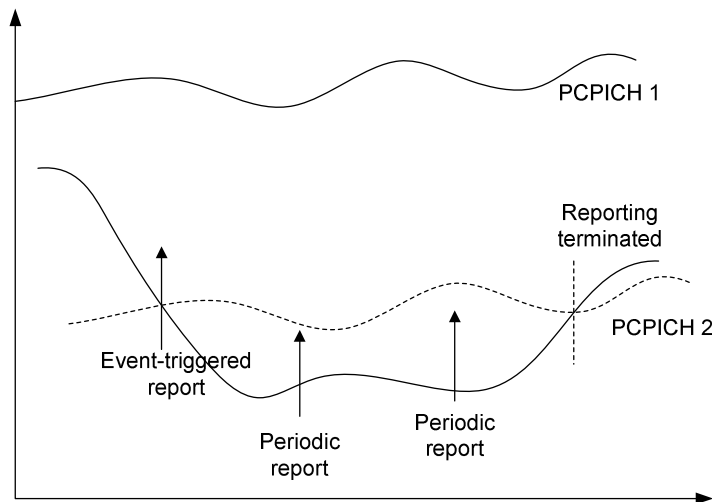 PCPICH 1
Reporting
terminated
PCPICH 2
Event-triggered
report
Periodic
report
Periodic
report